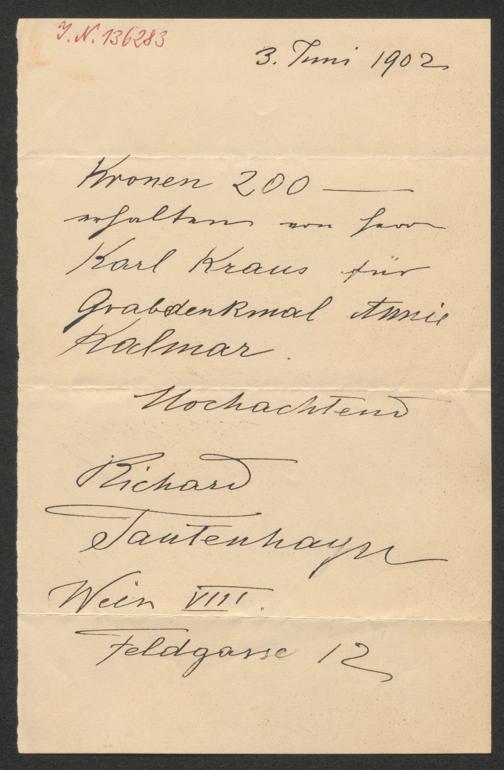 J.N. 136283
3. Juni 1902
Kronen 200 —
erhalten von Herrn
Karl Kraus für
Grabdenkmal Annie
Kalmar.
Hochachtend
Richard
Tautenhayn
Wien VIII.
Feldgasse 12